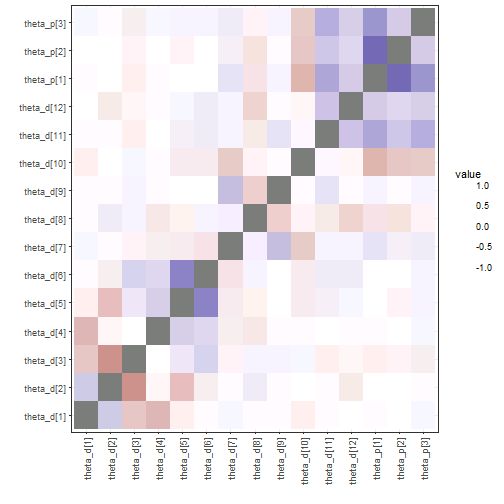 theta_p[3]
theta_p[2]
theta_p[1]
theta_d[12]
theta_d[11]
theta_d[10]
theta_d[9]
theta_d[8]
theta_d[7]
theta_d[6]
theta_d[5]
theta_d[4]
theta_d[3]
theta_d[2]
theta_d[1]
theta_d[1]
theta_d[2]
theta_d[3]
theta_d[4]
theta_d[5]
theta_d[6]
theta_d[7]
theta_d[8]
theta_d[9]
theta_d[10]
theta_d[11]
theta_d[12]
theta_p[1]
theta_p[2]
theta_p[3]
value
1.0
0.5
0.0
-0.5
-1.0